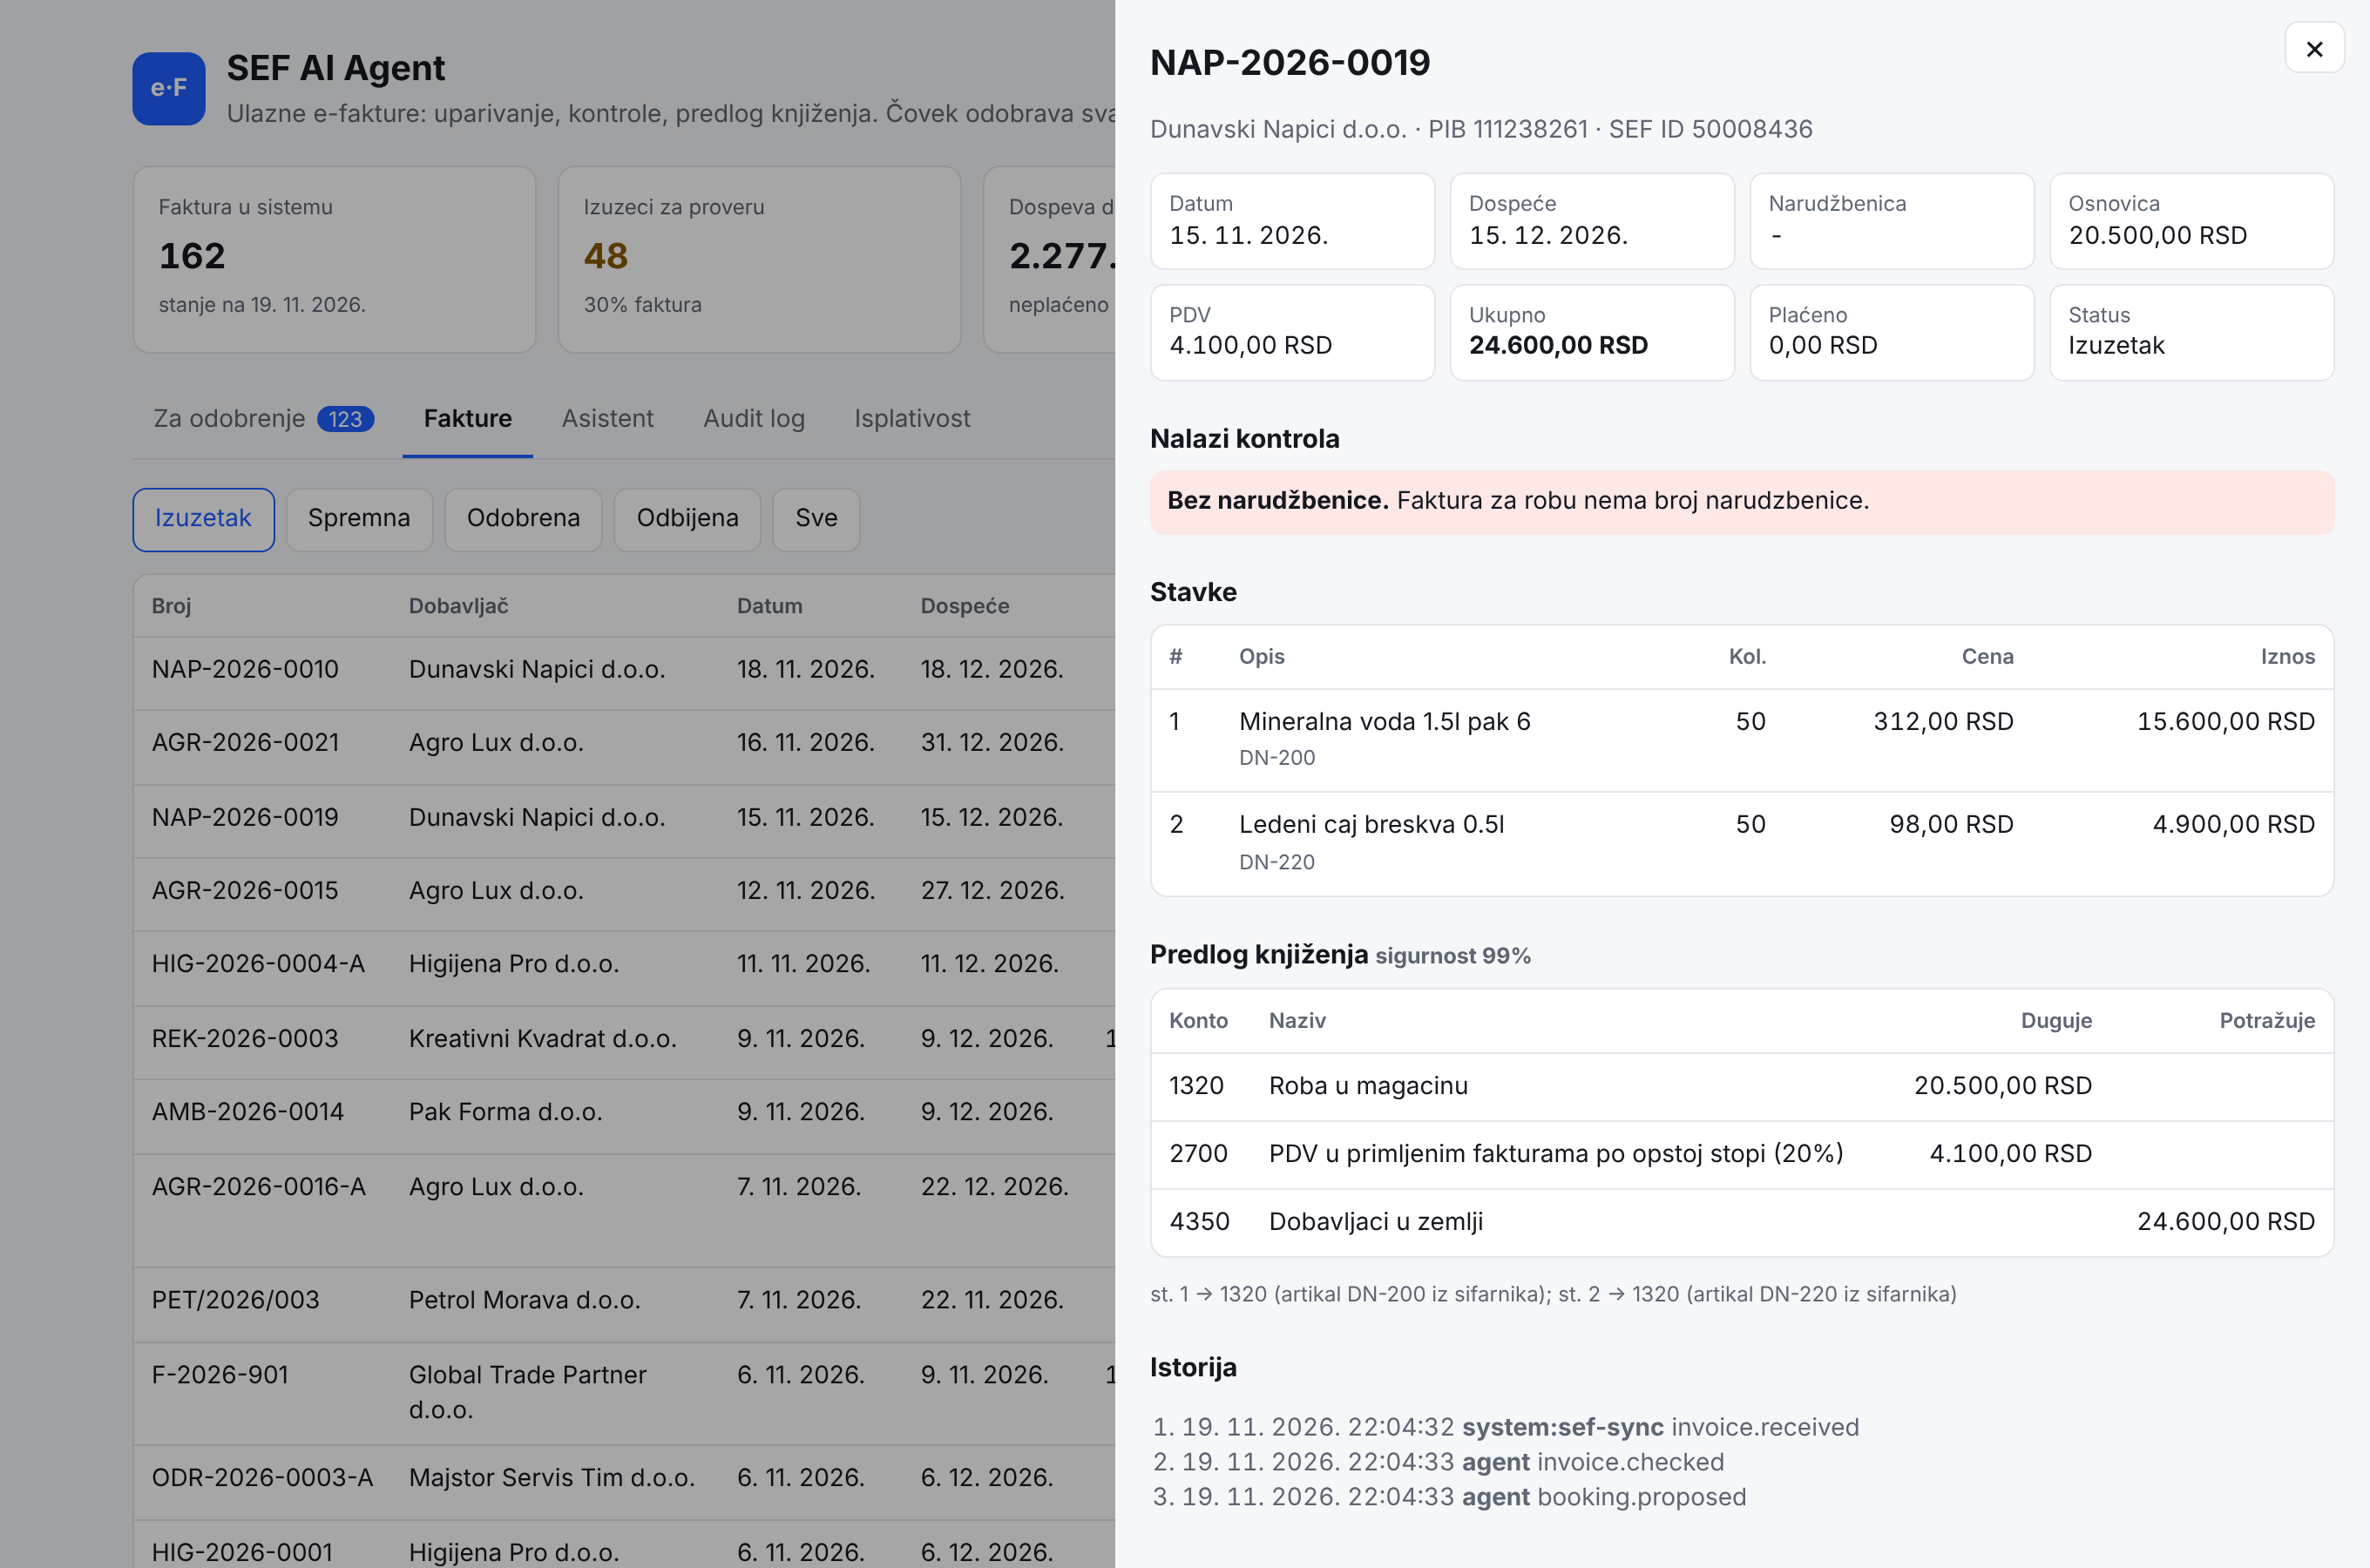 e·F
SEF AI Agent
Ulazne e-fakture: uparivanje, kontrole, predlog knjiženja. Čovek odobrava
Faktura u sistemu
162
stanje na 19. 11. 2026.
Izuzeci za proveru
48
30% faktura
Dospeva
2.277.
neplaćeno
Za odobrenje 123 Fakture Asistent Audit log Isplativost
Izuzetak Spremna Odobrena Odbijena Sve
Broj Dobavljač Datum Dospeće
NAP-2026-0010 Dunavski Napici d.o.o. 18. 11. 2026. 18. 12. 2026.
AGR-2026-0021 Agro Lux d.o.o. 16. 11. 2026. 31. 12. 2026.
NAP-2026-0019 Dunavski Napici d.o.o. 15. 11. 2026. 15. 12. 2026.
AGR-2026-0015 Agro Lux d.o.o. 12. 11. 2026. 27. 12. 2026.
HIG-2026-0004-A Higijena Pro d.o.o. 11. 11. 2026. 11. 12. 2026.
REK-2026-0003 Kreativni Kvadrat d.o.o. 9. 11. 2026. 9. 12. 2026. 1
AMB-2026-0014 Pak Forma d.o.o. 9. 11. 2026. 9. 12. 2026.
AGR-2026-0016-A Agro Lux d.o.o. 7. 11. 2026. 22. 12. 2026.
PET/2026/003 Petrol Morava d.o.o. 7. 11. 2026. 22. 11. 2026.
F-2026-901 Global Trade Partner 6. 11. 2026. 9. 11. 2026. 1
d.o.o.
ODR-2026-0003-A Majstor Servis Tim d.o.o. 6. 11. 2026. 6. 12. 2026.
HIG-2026-0001 Higijena Pro d.o.o. 6. 11. 2026. 6. 12. 2026.
NAP-2026-0019
×
Dunavski Napici d.o.o. · PIB 111238261 · SEF ID 50008436
Datum
15. 11. 2026.
Dospeće
15. 12. 2026.
Narudžbenica
-
Osnovica
20.500,00 RSD
PDV
4.100,00 RSD
Ukupno
24.600,00 RSD
Plaćeno
0,00 RSD
Status
Izuzetak
Nalazi kontrola
Bez narudžbenice. Faktura za robu nema broj narudzbenice.
Stavke
# Opis Kol. Cena Iznos
1 Mineralna voda 1.5l pak 6 50 312,00 RSD 15.600,00 RSD
DN-200
2 Ledeni caj breskva 0.5l 50 98,00 RSD 4.900,00 RSD
DN-220
Predlog knjiženja sigurnost 99%
Konto Naziv Duguje Potražuje
1320 Roba u magacinu 20.500,00 RSD
2700 PDV u primljenim fakturama po opstoj stopi (20%) 4.100,00 RSD
4350 Dobavljaci u zemlji 24.600,00 RSD
st. 1 → 1320 (artikal DN-200 iz sifarnika); st. 2 → 1320 (artikal DN-220 iz sifarnika)
Istorija
1. 19. 11. 2026. 22:04:32 system:sef-sync invoice.received
2. 19. 11. 2026. 22:04:33 agent invoice.checked
3. 19. 11. 2026. 22:04:33 agent booking.proposed